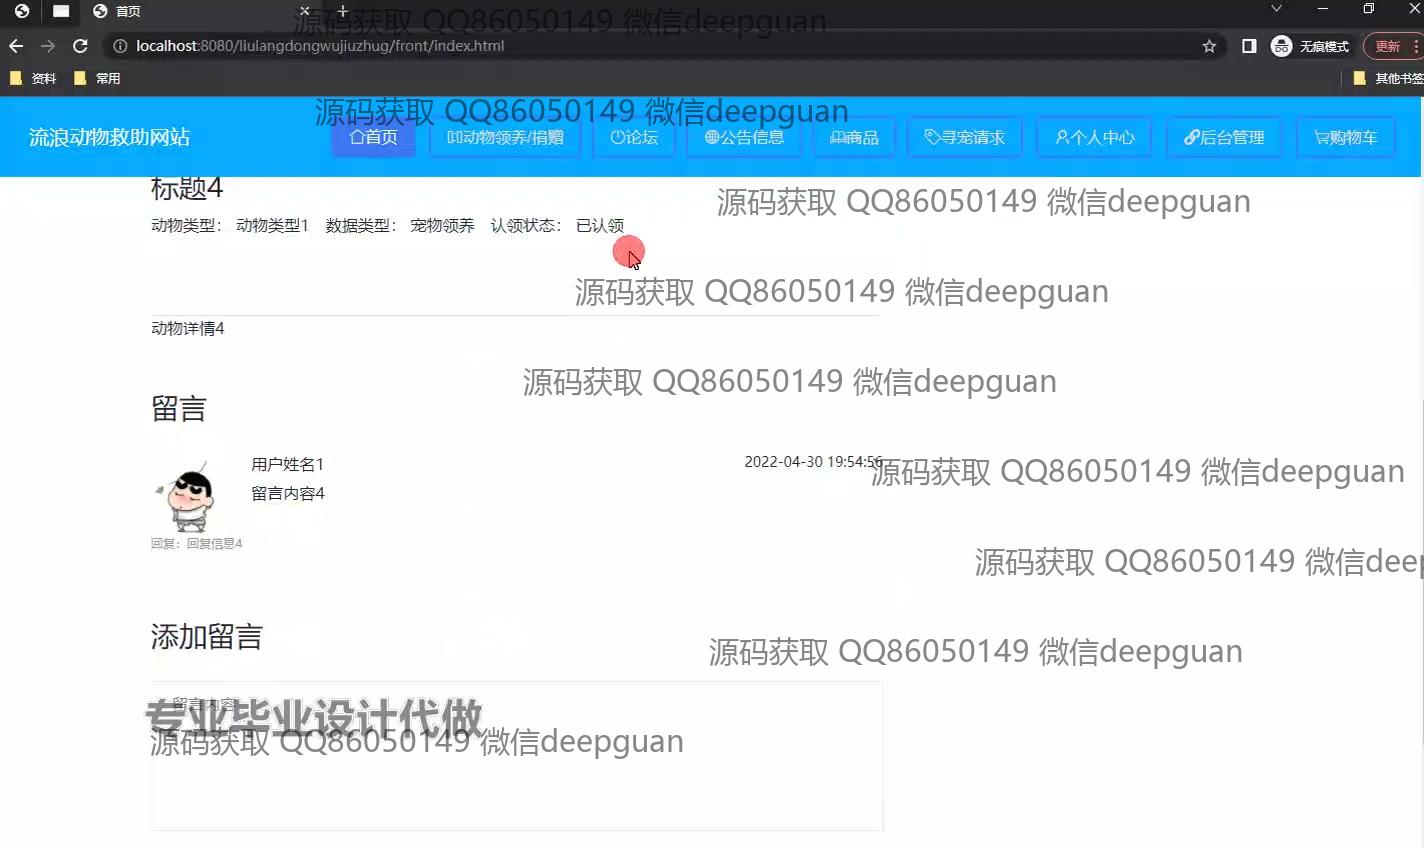 首页
源码获取 QQ86050149 微信deepguan
localhost:8080/liulangdongwujiuzhug/front/index.html
无痕模式
更新
资料
常用
其他书签
源码获取 QQ86050149 微信deepguan
流浪动物救助网站
首页
动物领养/捐赠
论坛
公告信息
商品
寻宠请求
个人中心
后台管理
购物车
标题4
源码获取 QQ86050149 微信deepguan
动物类型： 动物类型1 数据类型： 宠物领养 认领状态： 已认领
源码获取 QQ86050149 微信deepguan
动物详情4
源码获取 QQ86050149 微信deepguan
留言
用户姓名1
2022-04-30 19:54:56
源码获取 QQ86050149 微信deepguan
留言内容4
回复：回复信息4
源码获取 QQ86050149 微信deep
添加留言
源码获取 QQ86050149 微信deepguan
留言内容
专业毕业设计代做
源码获取 QQ86050149 微信deepguan